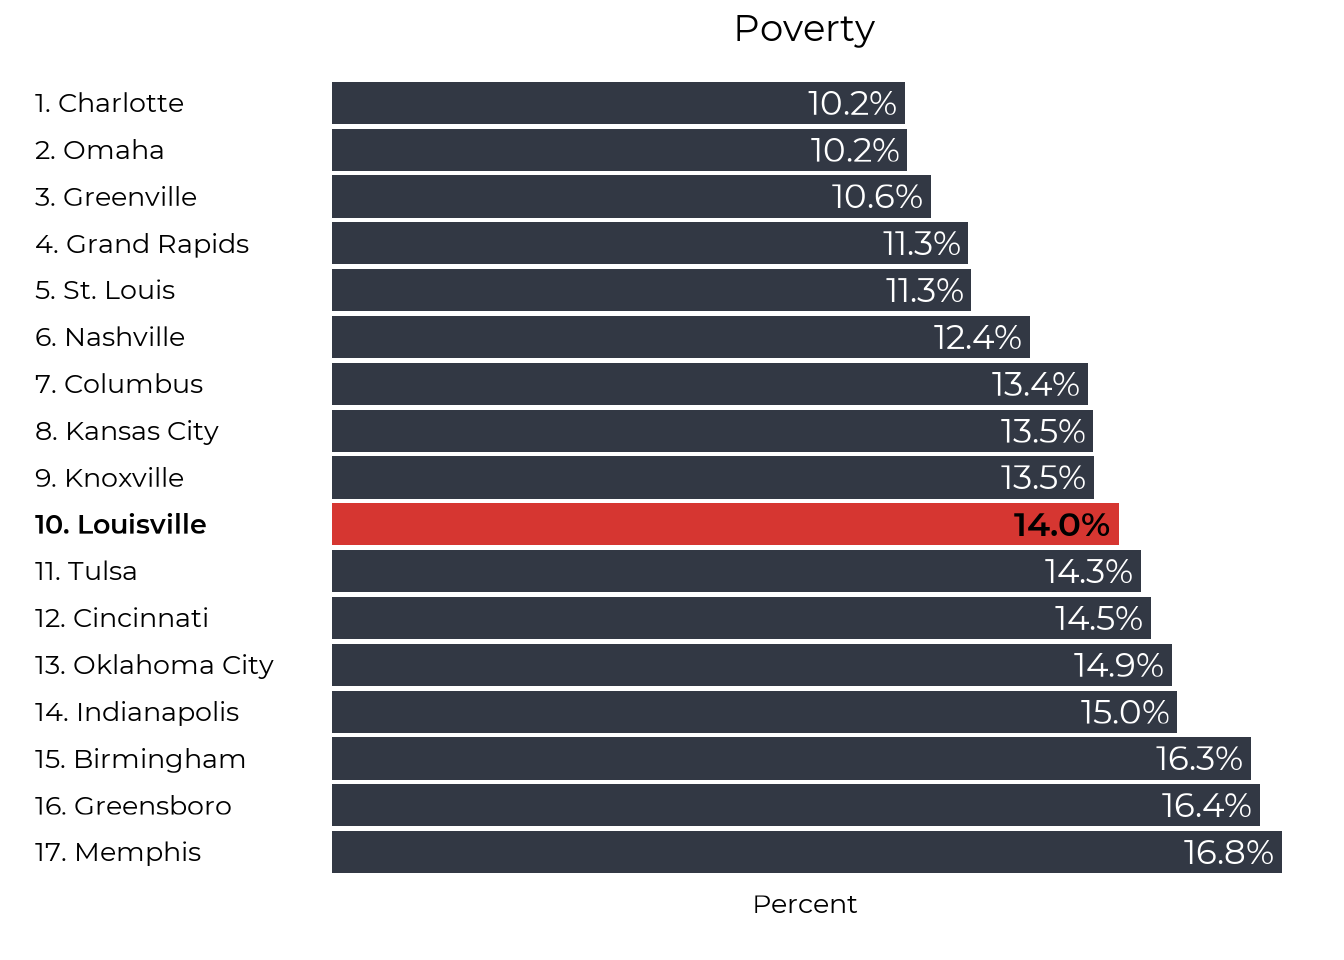 Poverty
1. Charlotte 10.2%
2. Omaha 10.2%
3. Greenville 10.6%
4. Grand Rapids 11.3%
5. St. Louis 11.3%
6. Nashville 12.4%
7. Columbus 13.4%
8. Kansas City 13.5%
9. Knoxville 13.5%
10. Louisville 14.0%
11. Tulsa 14.3%
12. Cincinnati 14.5%
13. Oklahoma City 14.9%
14. Indianapolis 15.0%
15. Birmingham 16.3%
16. Greensboro 16.4%
17. Memphis 16.8%
Percent